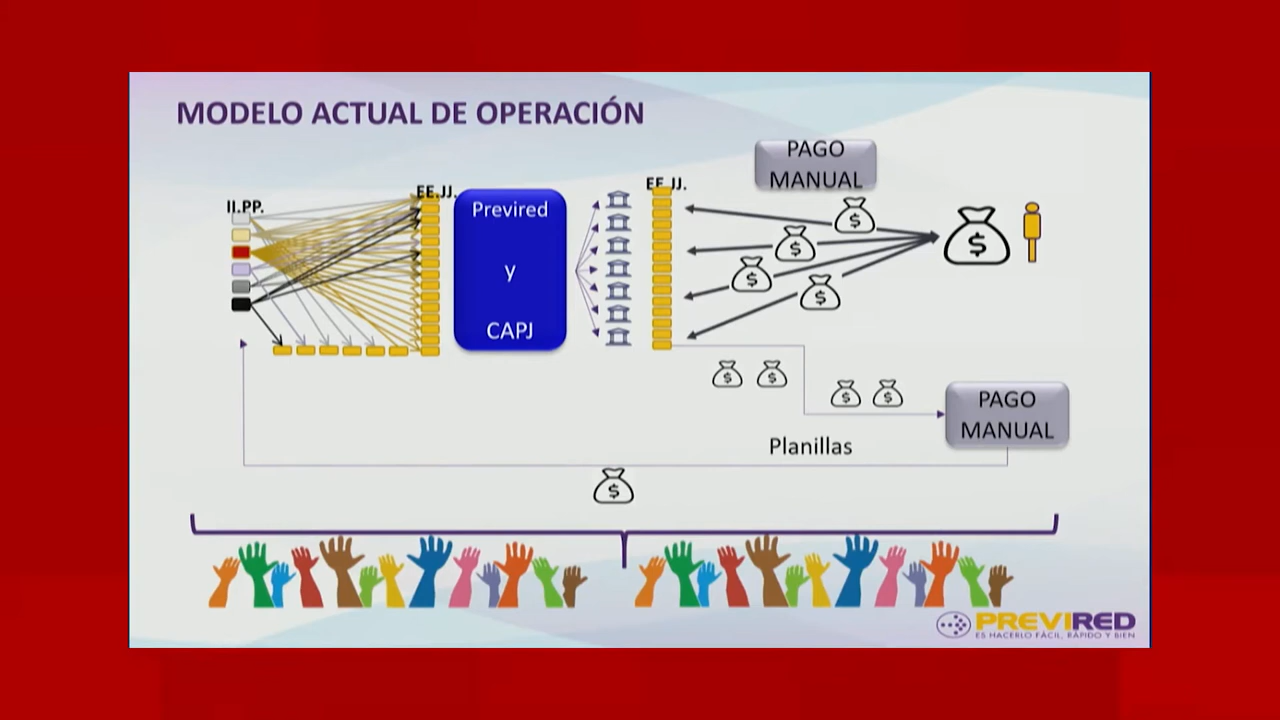 MODELO ACTUAL DE OPERACIÓN
PAGO
MANUAL
II.PP.
EE.JJ.
Previred
y
CAPJ
EE.JJ.
$
$
$
$
$
$
$
$
$
PAGO
MANUAL
Planillas
$
PREVIRED
ES HACERLO FÁCIL, RÁPIDO Y BIEN